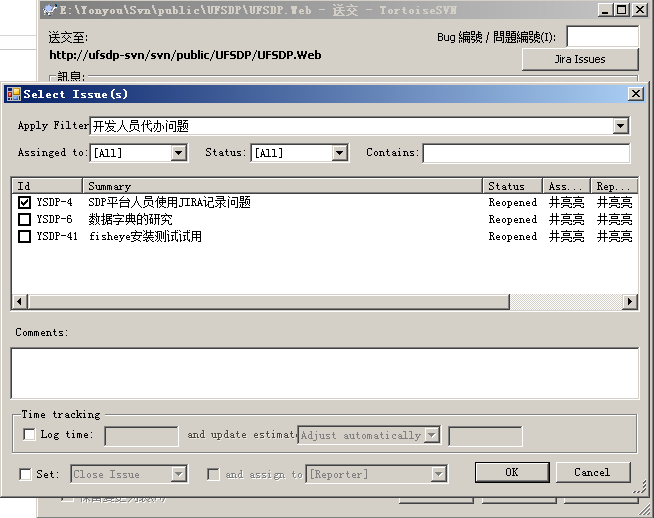 E:\Yonyou\Svn\public\UFSDP\UFSDP.Web - 送交 - TortoiseSVN
送交至:
Bug 編號 / 問題編號(I):
http://ufsdp-svn/svn/public/UFSDP/UFSDP.Web
Jira Issues
訊息:
Select Issue(s)
Apply Filter
开发人员代办问题
Assinged to:
[All]
Status:
[All]
Contains:
Id
Summary
Status
Ass...
Rep...
YSDP-4
SDP平台人员使用JIRA记录问题
Reopened
井亮亮
井亮亮
YSDP-6
数据字典的研究
Reopened
井亮亮
井亮亮
YSDP-41
fisheye安装测试试用
Reopened
井亮亮
井亮亮
Comments:
Time tracking
Log time:
and update estimate
Adjust automatically
Set:
Close Issue
and assign to
[Reporter]
OK
Cancel